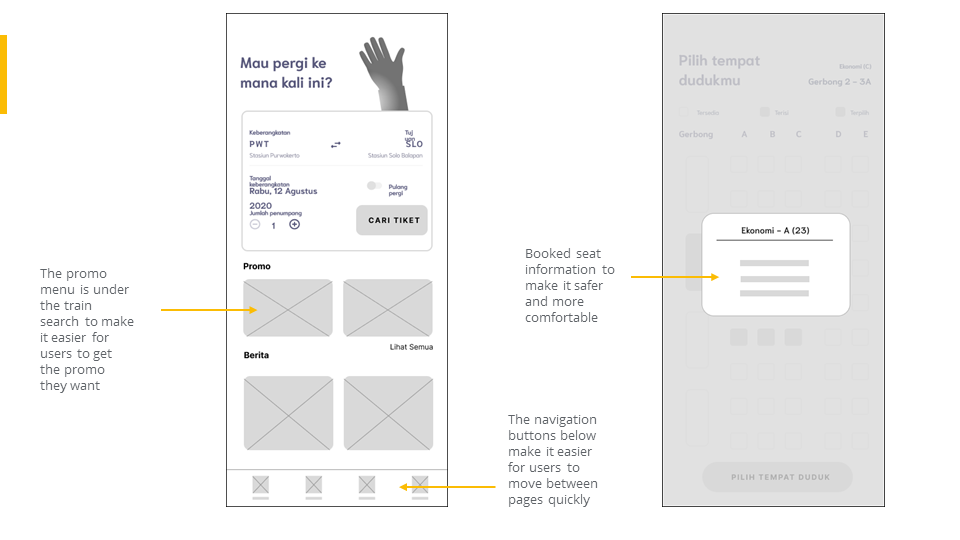 Mau pergi ke
mana kali ini?
Keberangkatan
PWT
Stasiun Purwokerto
Tuj
uan
SLO
Stasiun Solo Balapan
Tanggal
keberangkatan
Rabu, 12 Agustus
2020
Jumlah penumpang
1
Pulang
pergi
CARI TIKET
Promo
Lihat Semua
Berita
The promo
menu is under
the train
search to make
it easier for
users to get
the promo
they want
The navigation
buttons below
make it easier
for users to
move between
pages quickly
Booked seat
information to
make it safer
and more
comfortable
Pilih tempat
dudukmu
Ekonomi (C)
Gerbong 2 - 3A
Tersedia
Terisi
Terpilih
Gerbong A B C D E
Ekonomi - A (23)
PILIH TEMPAT DUDUK